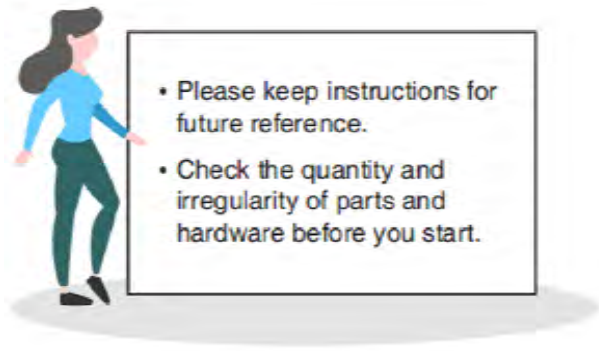 • Please keep instructions for
future reference.
• Check the quantity and
irregularity of parts and
hardware before you start.